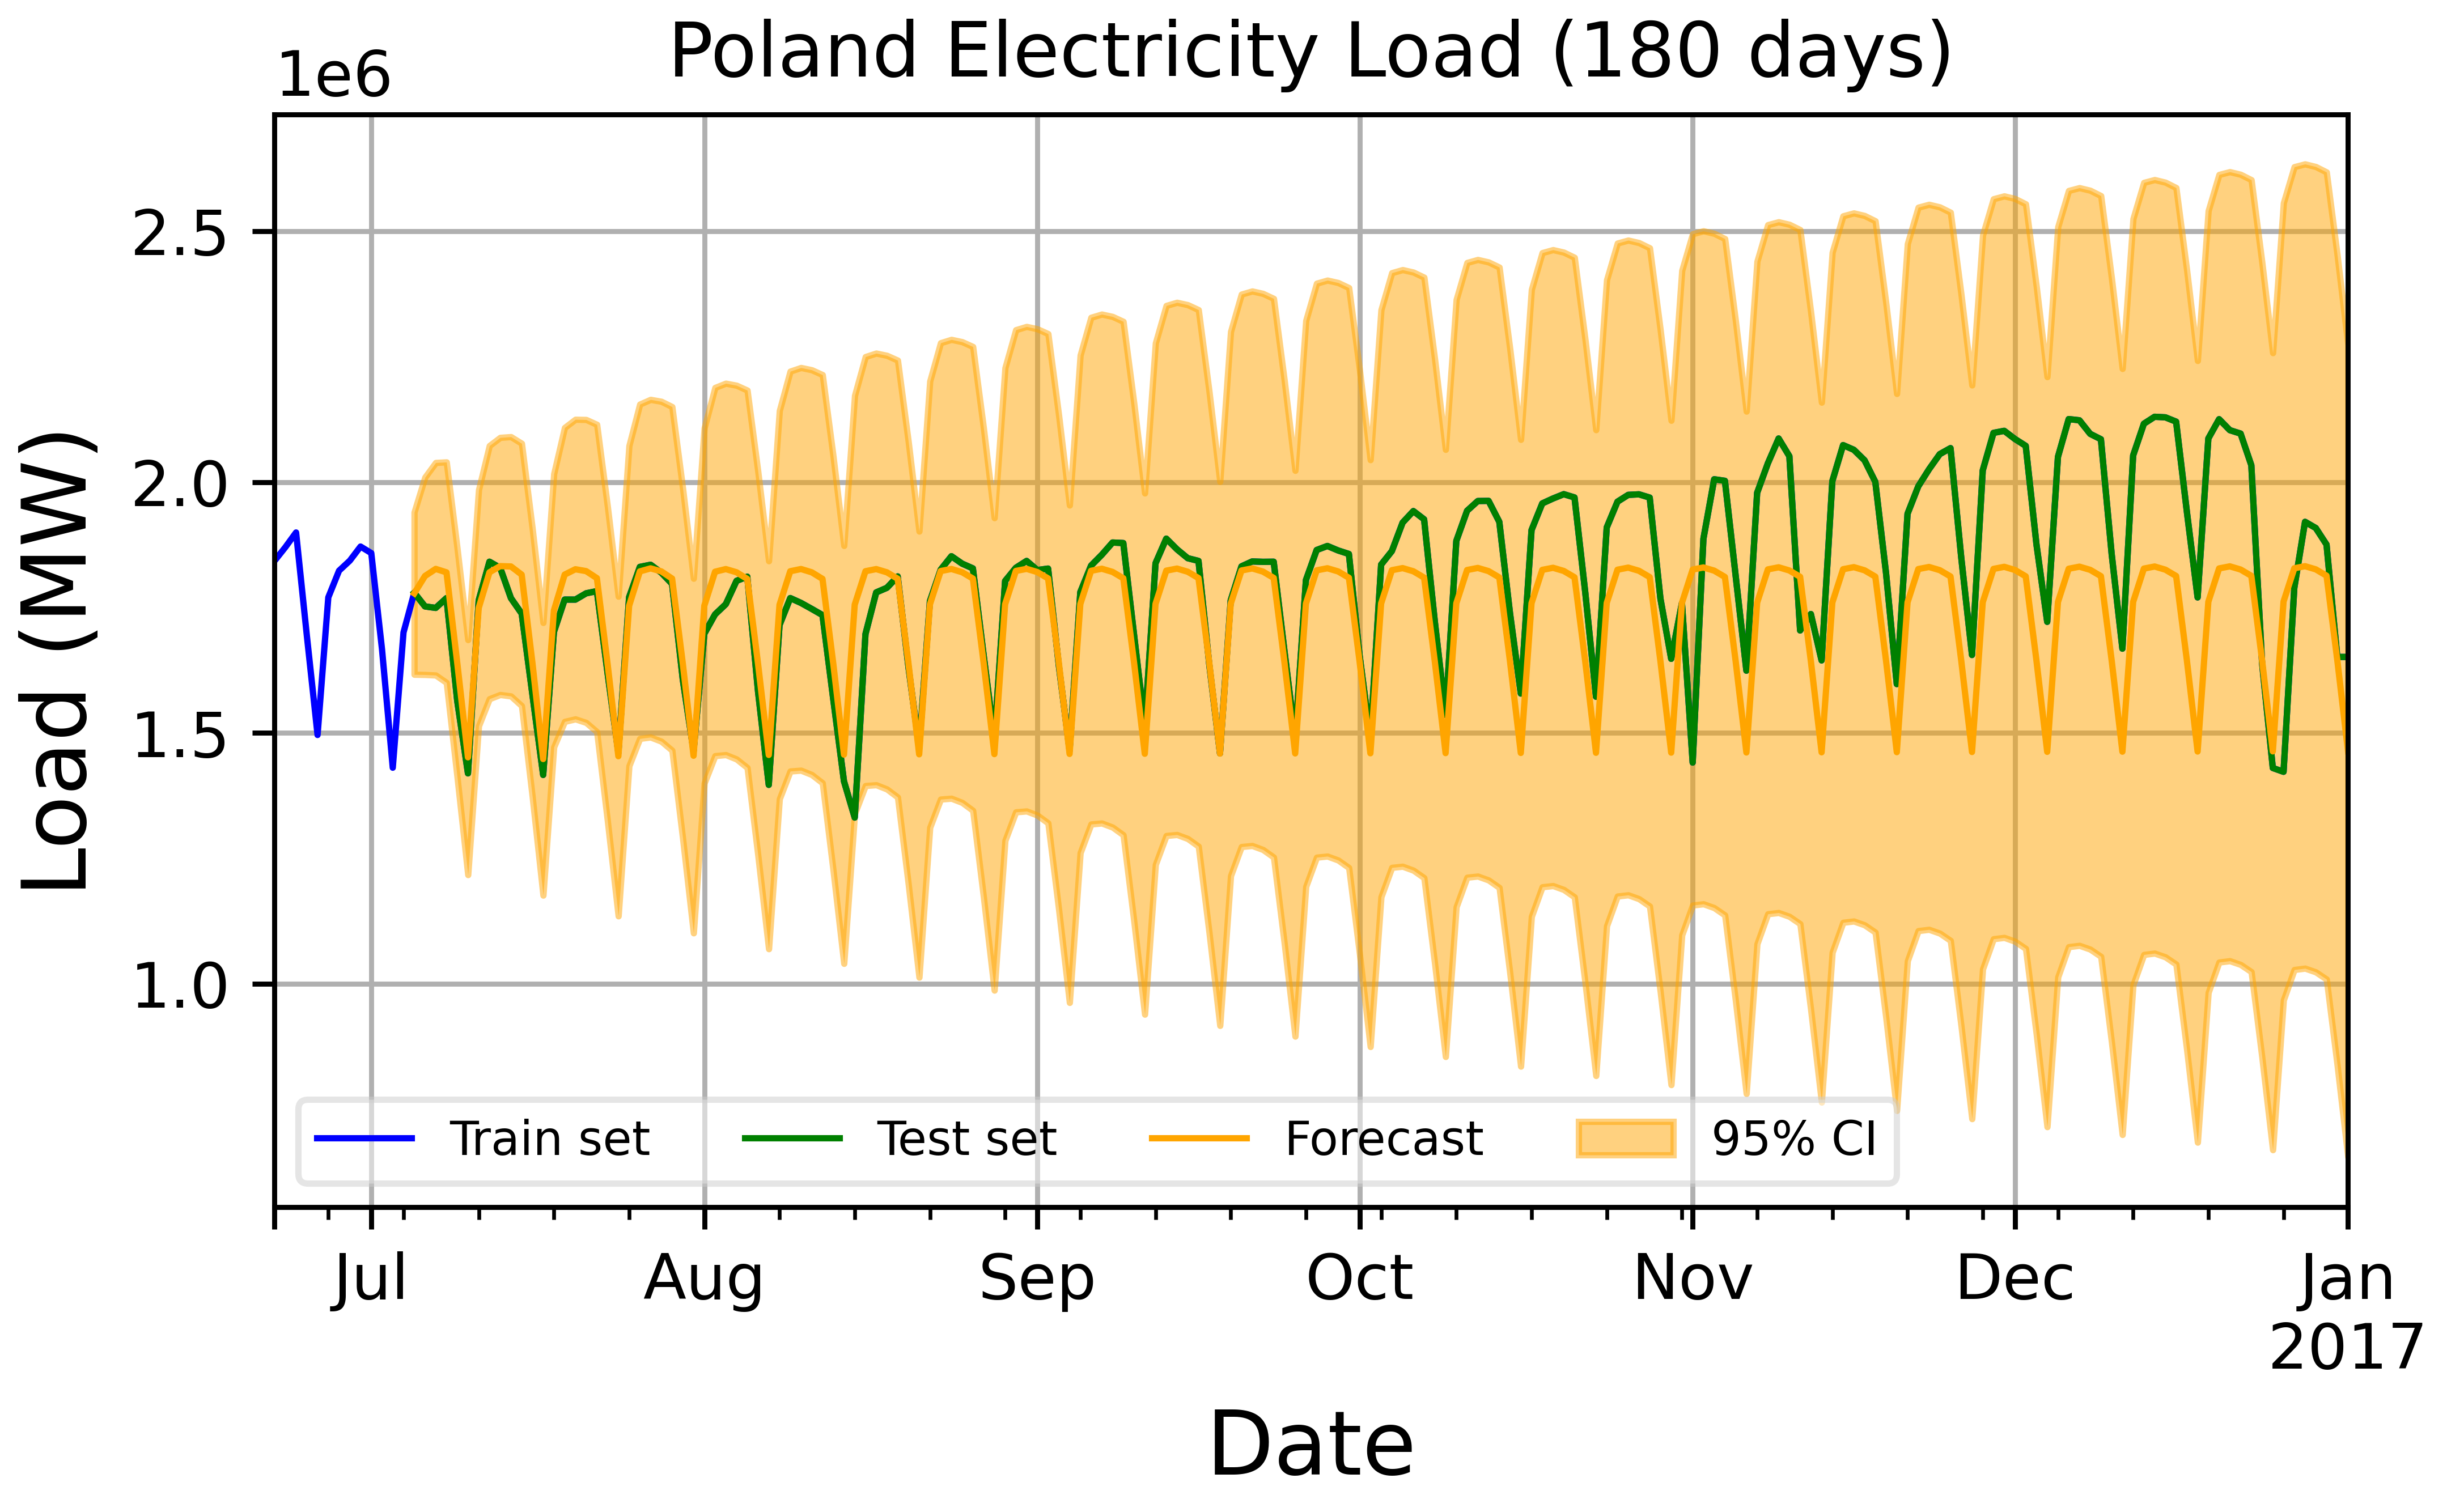 Poland Electricity Load (180 days)
1e6
2.5
2.0
1.5
1.0
Load (MW)
Train set
Test set
Forecast
95% CI
Jul
Aug
Sep
Oct
Nov
Dec
Jan
2017
Date